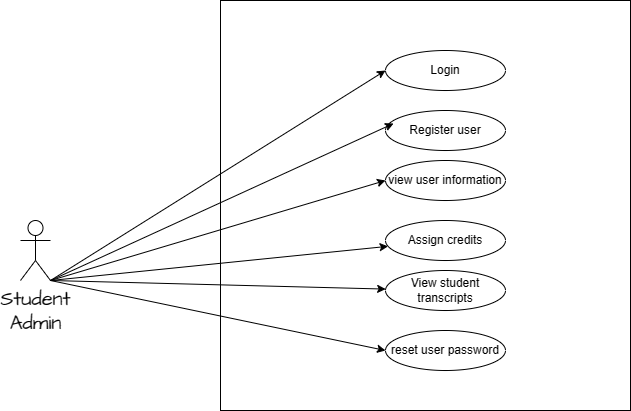 Login
Register user
view user information
Assign credits
View student
transcripts
reset user password
Student
Admin